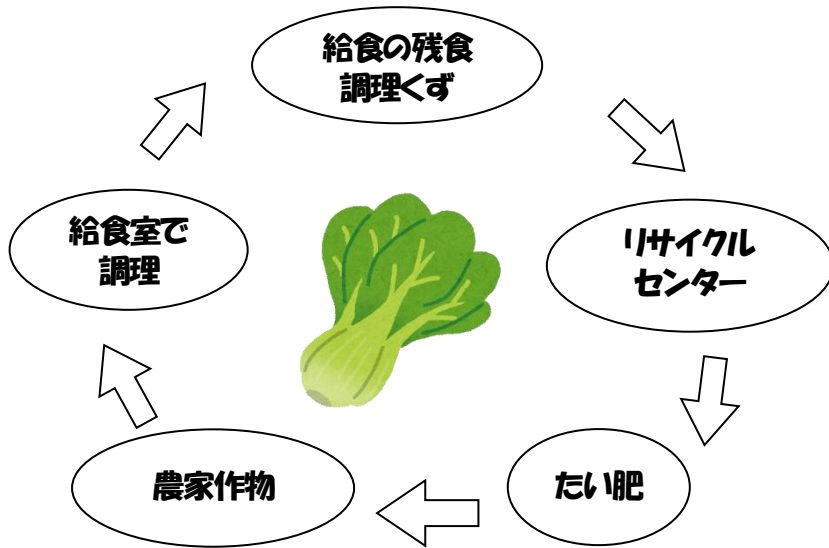 給食の残食
調理くず
リサイクル
センター
たい肥
農家作物
給食室で
調理